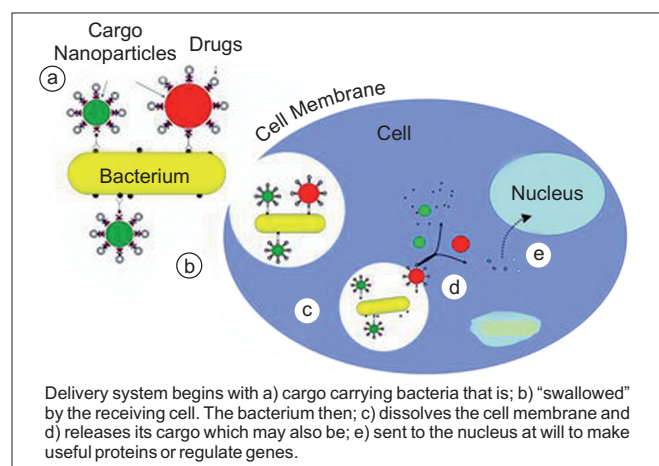 Cargo
Nanoparticles
Drugs
a
Cell Membrane
Cell
Bacterium
Nucleus
b
e
d
c
Delivery system begins with a) cargo carrying bacteria that is; b) “swallowed”
by the receiving cell. The bacterium then; c) dissolves the cell membrane and
d) releases its cargo which may also be; e) sent to the nucleus at will to make
useful proteins or regulate genes.